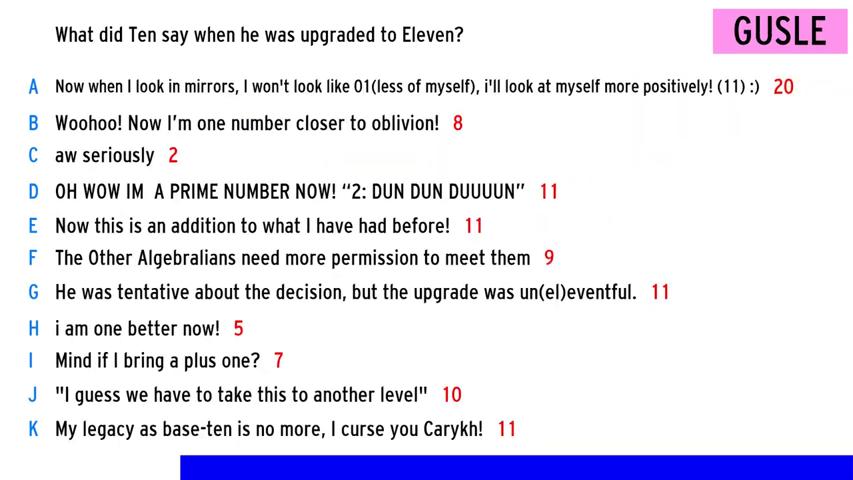 What did Ten say when he was upgraded to Eleven?
GUSLE
A Now when I look in mirrors, I won't look like 01(less of myself), i'll look at myself more positively! (11) :) 20
B Woohoo! Now I'm one number closer to oblivion! 8
C aw seriously 2
D OH WOW IM A PRIME NUMBER NOW! “2: DUN DUN DUUUUN” 11
E Now this is an addition to what I have had before! 11
F The Other Algebralians need more permission to meet them 9
G He was tentative about the decision, but the upgrade was un(el)eventful. 11
H i am one better now! 5
I Mind if I bring a plus one? 7
J "I guess we have to take this to another level" 10
K My legacy as base-ten is no more, I curse you Carykh! 11